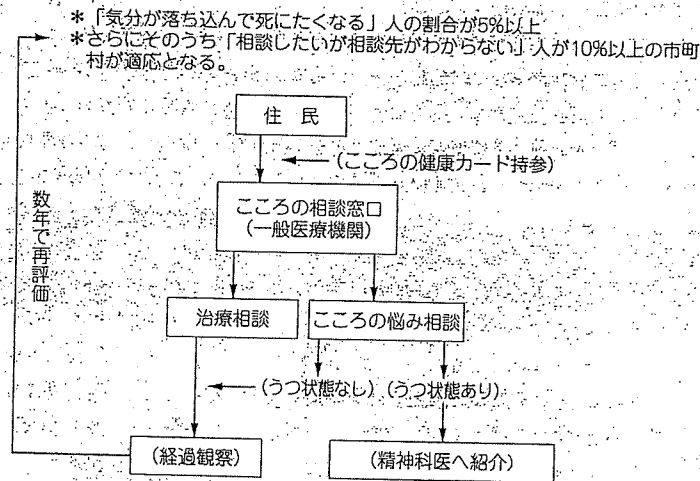 ＊「気分が落ち込んで死にたくなる」人の割合が5%以上
＊さらにそのうち「相談したいが相談先がわからない」人が10%以上の市町
村が適応となる。
住　民
（こころの健康カード持参）
こころの相談窓口
（一般医療機関）
数年で再評価
治療相談
こころの悩み相談
（うつ状態なし）（うつ状態あり）
（経過観察）
（精神科医へ紹介）